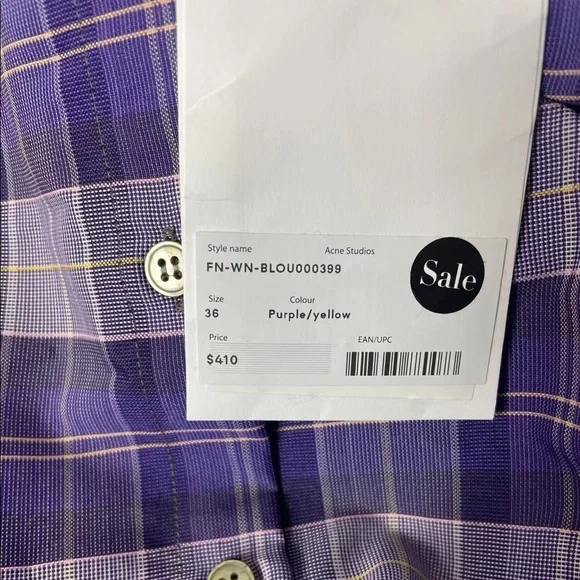 Style name Acne Studios
FN-WN-BLOU000399
Size Colour
36 Purple/yellow
Price EAN/UPC
$410
Sale